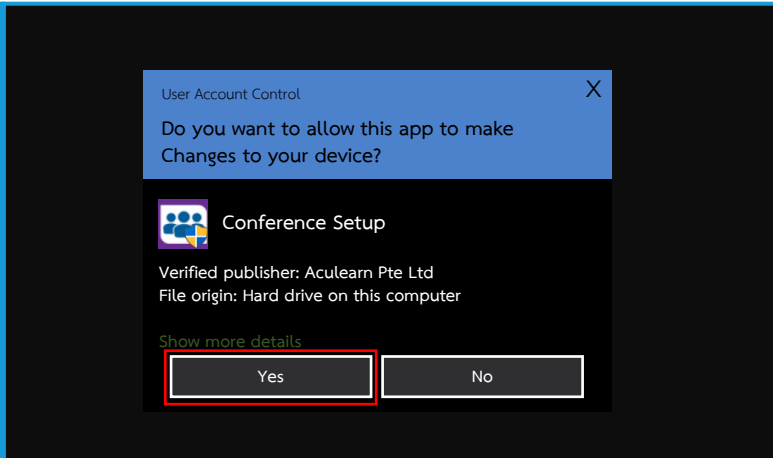 User Account Control
X
Do you want to allow this app to make
Changes to your device?
Conference Setup
Verified publisher: Aculearn Pte Ltd
File origin: Hard drive on this computer
Show more details
Yes
No